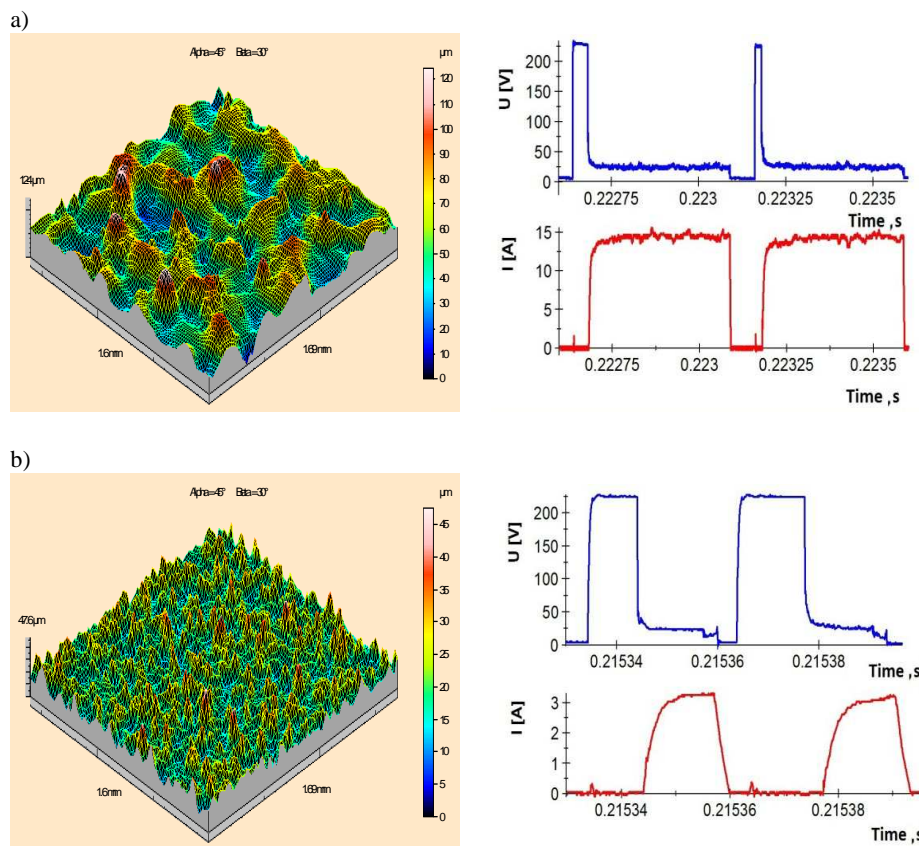 a)
Alpha=45° Beta=30°
µm
120
110
100
90
80
70
60
50
40
30
20
10
0
124µm
1.6mm
1.69mm
U [V]
200
150
100
50
0
0.22275
0.223
0.22325
0.2235
Time ,s
I [A]
15
10
5
0
0.22275
0.223
0.22325
0.2235
Time ,s
b)
Alpha=45° Beta=30°
µm
45
40
35
30
25
20
15
10
5
0
47.6µm
1.6mm
1.69mm
U [V]
200
150
100
50
0
0.21534
0.21536
0.21538
Time ,s
I [A]
3
2
1
0
0.21534
0.21536
0.21538
Time ,s